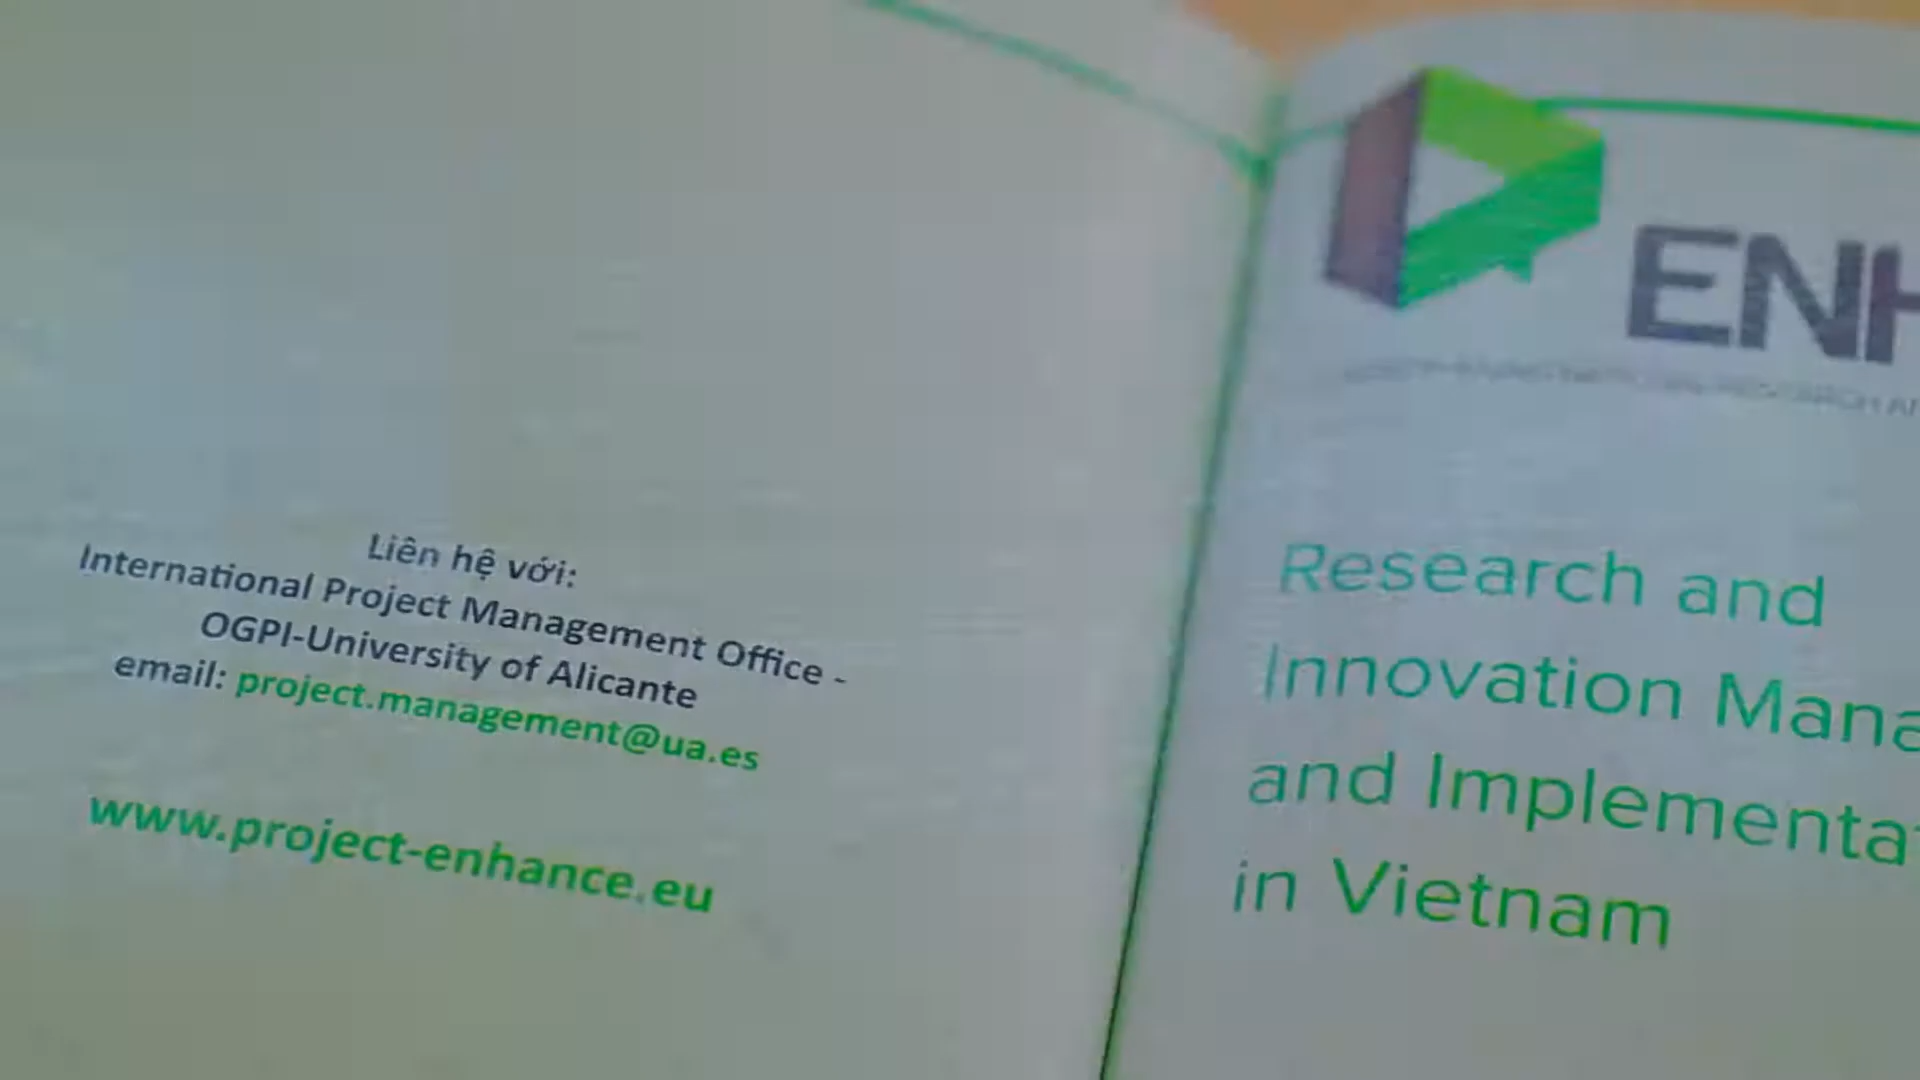 Liên hệ với:
International Project Management Office -
OGPI-University of Alicante
email: project.management@ua.es
www.project-enhance.eu
ENH
Research and
Innovation Mana
and Implementat
in Vietnam